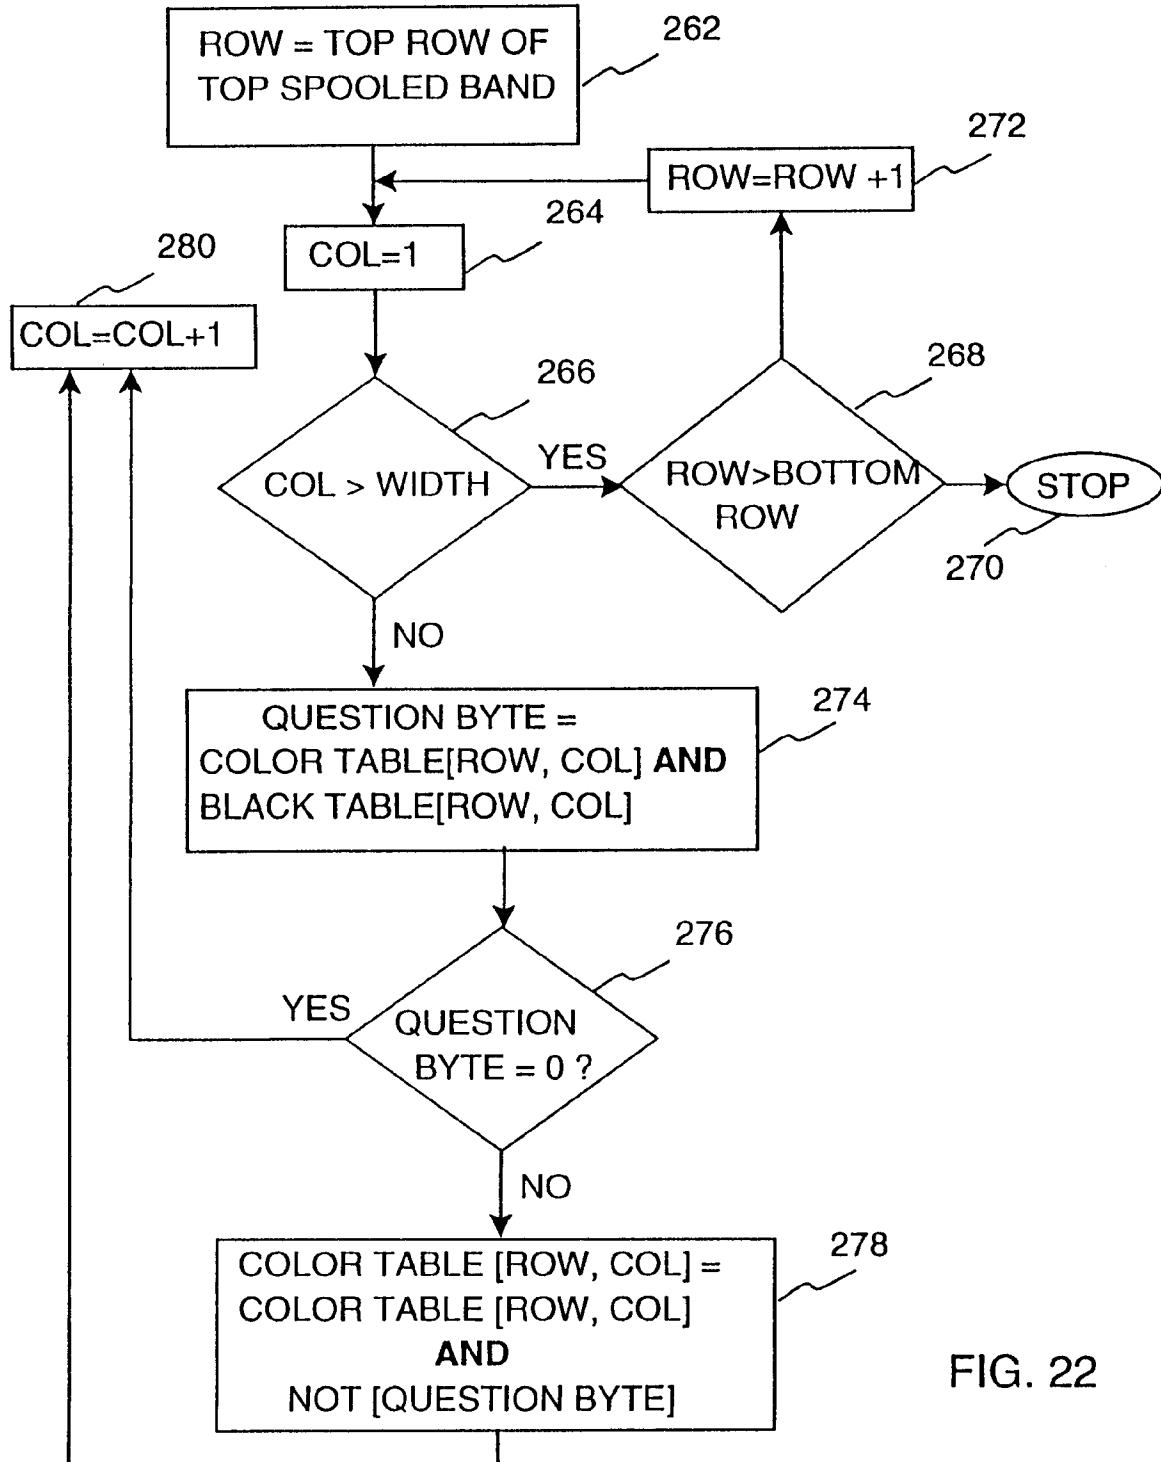 ROW = TOP ROW OF
TOP SPOOLED BAND
262
272
ROW=ROW +1
264
COL=1
280
COL=COL+1
266
268
COL > WIDTH
YES
ROW>BOTTOM
ROW
STOP
270
NO
274
QUESTION BYTE =
COLOR TABLE[ROW, COL] AND
BLACK TABLE[ROW, COL]
276
YES
QUESTION
BYTE = 0 ?
NO
278
COLOR TABLE [ROW, COL] =
COLOR TABLE [ROW, COL]
AND
NOT [QUESTION BYTE]
FIG. 22